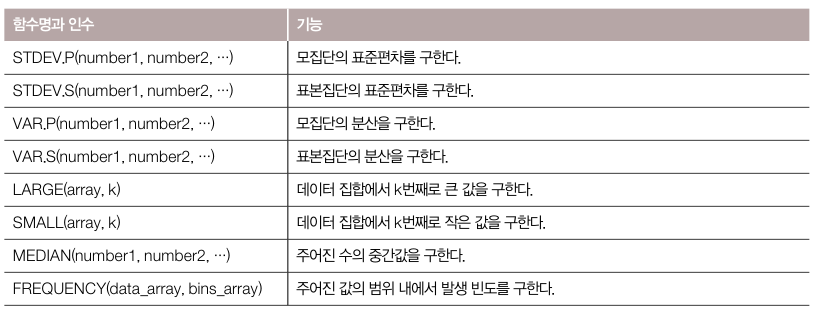 함수명과 인수 기능
STDEV.P(number1, number2, …) 모집단의 표준편차를 구한다.
STDEV.S(number1, number2, …) 표본집단의 표준편차를 구한다.
VAR.P(number1, number2, …) 모집단의 분산을 구한다.
VAR.S(number1, number2, …) 표본집단의 분산을 구한다.
LARGE(array, k) 데이터 집합에서 k번째로 큰 값을 구한다.
SMALL(array, k) 데이터 집합에서 k번째로 작은 값을 구한다.
MEDIAN(number1, number2, …) 주어진 수의 중간값을 구한다.
FREQUENCY(data_array, bins_array) 주어진 값의 범위 내에서 발생 빈도를 구한다.